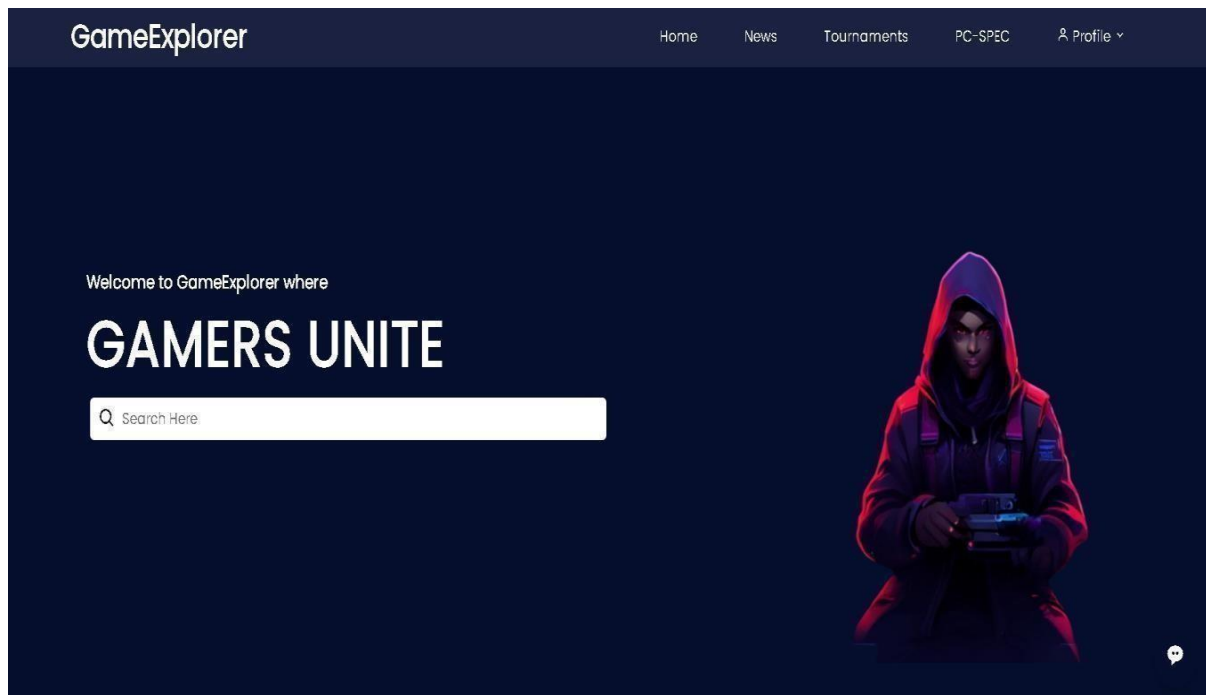 GameExplorer
Home News Tournaments PC-SPEC Profile
Welcome to GameExplorer where
GAMERS UNITE
Search Here